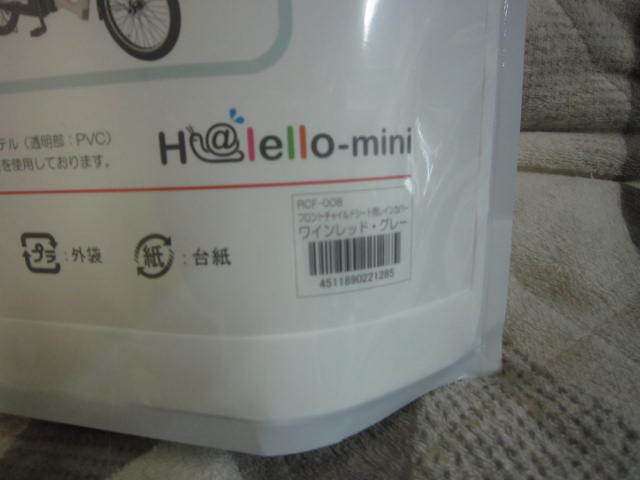 テル（透明部：PVC）
を使用しております。
H@lello-mini
RCF-008
フロントチャイルドシート用レインカバー
ワインレッド・グレー
4511890221285
プラ:外袋
紙:台紙